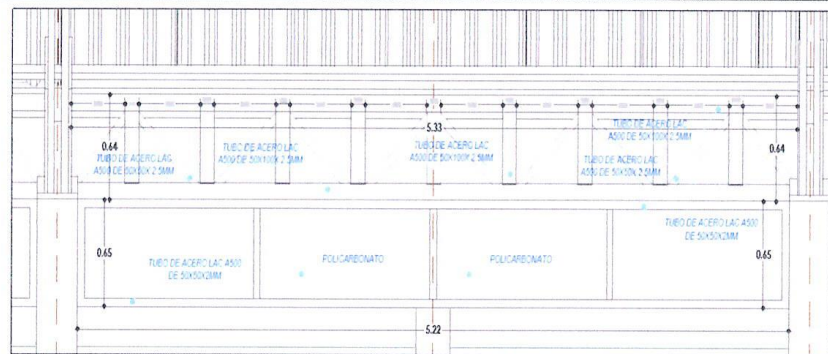 5.33
TUBO DE ACERO LAC
A500 DE 50X100X 2.5MM
0.64
TUBO DE ACERO LAC
A500 DE 50X50X 2.5MM
TUBO DE ACERO LAC
A500 DE 50X100X 2.5MM
TUBO DE ACERO LAC
A500 DE 50X100X 2.5MM
TUBO DE ACERO LAC
A500 DE 50X50X 2.5MM
0.64
TUBO DE ACERO LAC A500
DE 50X50X2MM
0.65
TUBO DE ACERO LAC A500
DE 50X50X2MM
POLICARBONATO
POLICARBONATO
0.65
5.22